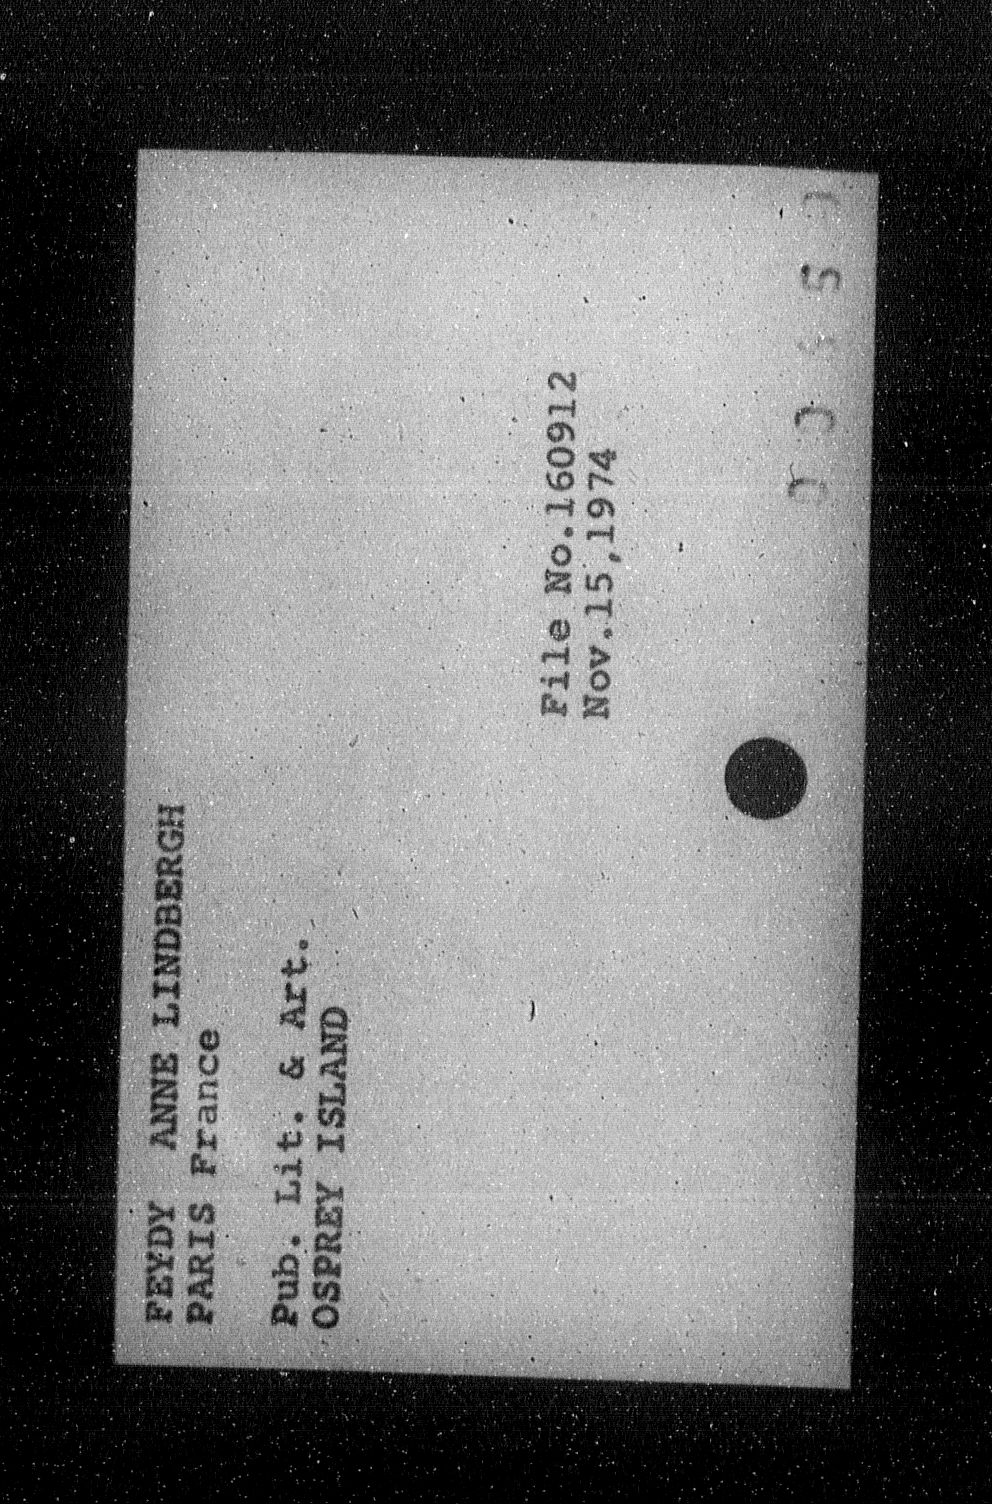 FEYDY ANNE LINDBERGH
PARIS France
Pub. Lit. & Art.
OSPREY ISLAND
File No.160912
Nov.15,1974